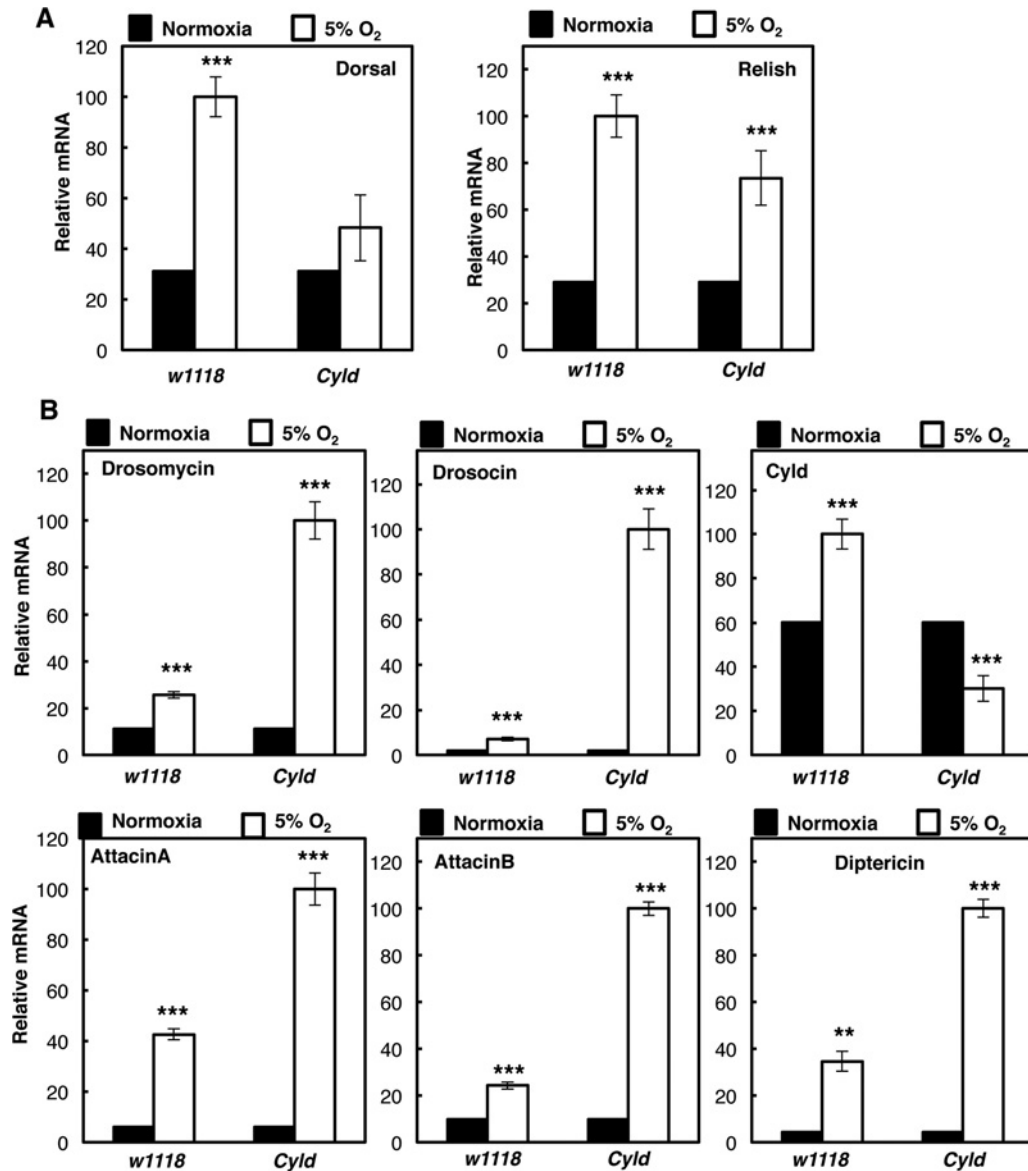 A
Normoxia 5% O2
Dorsal
Relative mRNA
120
100
80
60
40
20
0
***
w1118 Cyld
Normoxia 5% O2
Relish
Relative mRNA
120
100
80
60
40
20
0
***
***
w1118 Cyld
B
Normoxia 5% O2
Drosomycin
Relative mRNA
120
100
80
60
40
20
0
***
***
w1118 Cyld
Normoxia 5% O2
Drosocin
120
100
80
60
40
20
0
***
***
w1118 Cyld
Normoxia 5% O2
Cyld
120
100
80
60
40
20
0
***
***
w1118 Cyld
Normoxia 5% O2
AttacinA
Relative mRNA
120
100
80
60
40
20
0
***
***
w1118 Cyld
Normoxia 5% O2
AttacinB
120
100
80
60
40
20
0
***
***
w1118 Cyld
Normoxia 5% O2
Diptericin
120
100
80
60
40
20
0
**
***
w1118 Cyld